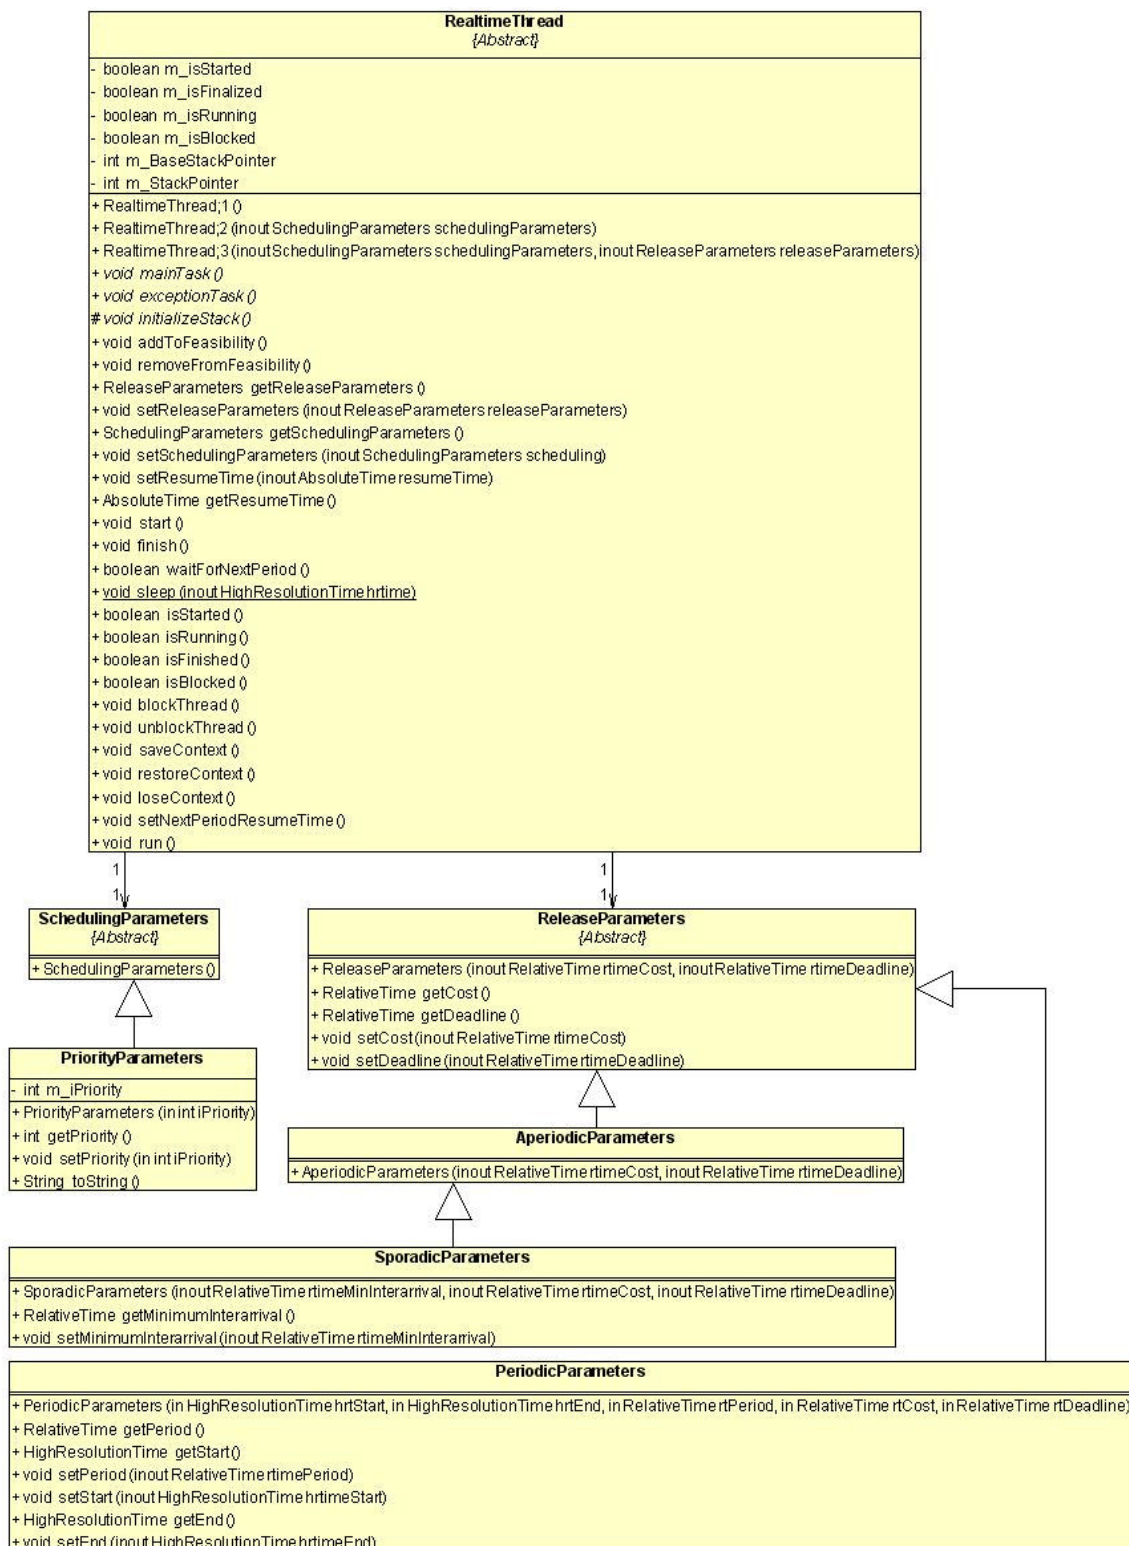 RealtimeThread
{Abstract}
- boolean m_isStarted
- boolean m_isFinalized
- boolean m_isRunning
- boolean m_isBlocked
- int m_BaseStackPointer
- int m_StackPointer
+ RealtimeThread;1 ()
+ RealtimeThread;2 (inout SchedulingParameters schedulingParameters)
+ RealtimeThread;3 (inout SchedulingParameters schedulingParameters, inout ReleaseParameters releaseParameters)
+ void mainTask ()
+ void exceptionTask ()
# void initializeStack ()
+ void addToFeasibility ()
+ void removeFromFeasibility ()
+ ReleaseParameters getReleaseParameters ()
+ void setReleaseParameters (inout ReleaseParameters releaseParameters)
+ SchedulingParameters getSchedulingParameters ()
+ void setSchedulingParameters (inout SchedulingParameters scheduling)
+ void setResumeTime (inout AbsoluteTime resumeTime)
+ AbsoluteTime getResumeTime ()
+ void start ()
+ void finish ()
+ boolean waitForNextPeriod ()
+ void sleep (inout HighResolutionTime hrtime)
+ boolean isStarted ()
+ boolean isRunning ()
+ boolean isFinished ()
+ boolean isBlocked ()
+ void blockThread ()
+ void unblockThread ()
+ void saveContext ()
+ void restoreContext ()
+ void loseContext ()
+ void setNextPeriodResumeTime ()
+ void run ()
1 1
1 1
SchedulingParameters
{Abstract}
+ SchedulingParameters ()
ReleaseParameters
{Abstract}
+ ReleaseParameters (inout RelativeTime rtimeCost, inout RelativeTime rtimeDeadline)
+ RelativeTime getCost ()
+ RelativeTime getDeadline ()
+ void setCost (inout RelativeTime rtimeCost)
+ void setDeadline (inout RelativeTime rtimeDeadline)
PriorityParameters
- int m_iPriority
+ PriorityParameters (in int iPriority)
+ int getPriority ()
+ void setPriority (in int iPriority)
+ String toString ()
AperiodicParameters
+ AperiodicParameters (inout RelativeTime rtimeCost, inout RelativeTime rtimeDeadline)
SporadicParameters
+ SporadicParameters (inout RelativeTime rtimeMinInterarrival, inout RelativeTime rtimeCost, inout RelativeTime rtimeDeadline)
+ RelativeTime getMinimumInterarrival ()
+ void setMinimumInterarrival (inout RelativeTime rtimeMinInterarrival)
PeriodicParameters
+ PeriodicParameters (in HighResolutionTime hrtStart, in HighResolutionTime hrtEnd, in RelativeTime rtPeriod, in RelativeTime rtCost, in RelativeTime rtDeadline)
+ RelativeTime getPeriod ()
+ HighResolutionTime getStart ()
+ void setPeriod (inout RelativeTime rtimePeriod)
+ void setStart (inout HighResolutionTime hrtimeStart)
+ HighResolutionTime getEnd ()
+ void setEnd (inout HighResolutionTime hrtimeEnd)